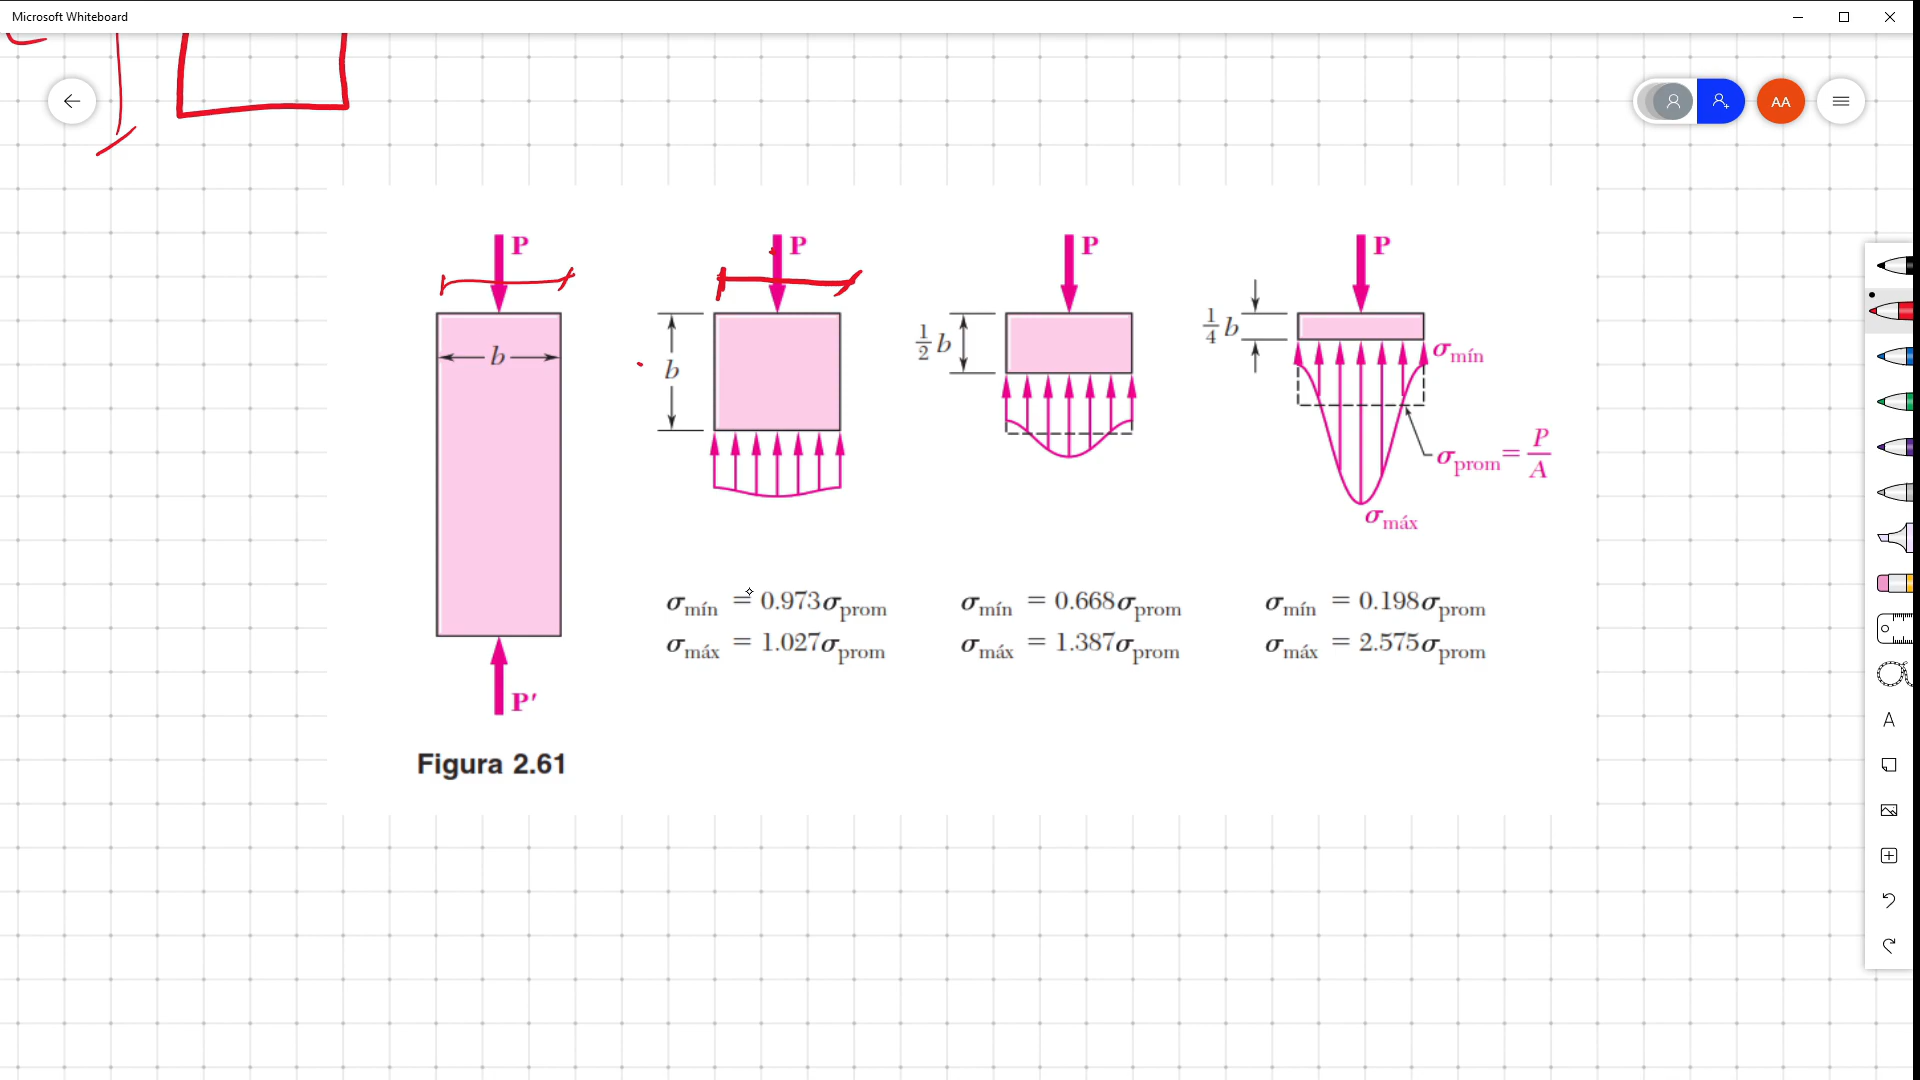 Microsoft Whiteboard
AA
P
P
P
P
b
b
1/2 b
1/4 b
σmín
σprom = P/A
σmáx
σmín = 0.973σprom
σmáx = 1.027σprom
σmín = 0.668σprom
σmáx = 1.387σprom
σmín = 0.198σprom
σmáx = 2.575σprom
P′
Figura 2.61
A